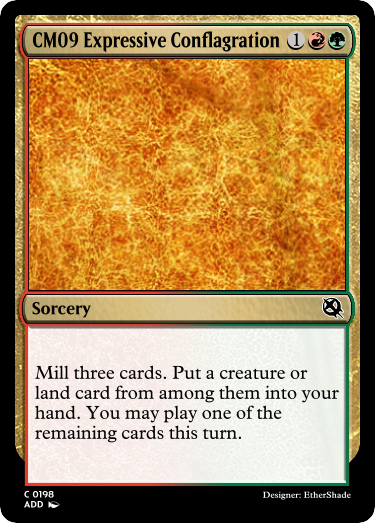 CM09 Expressive Conflagration 1
Sorcery
Mill three cards. Put a creature or
land card from among them into your
hand. You may play one of the
remaining cards this turn.
C 0198
ADD
Designer: EtherShade